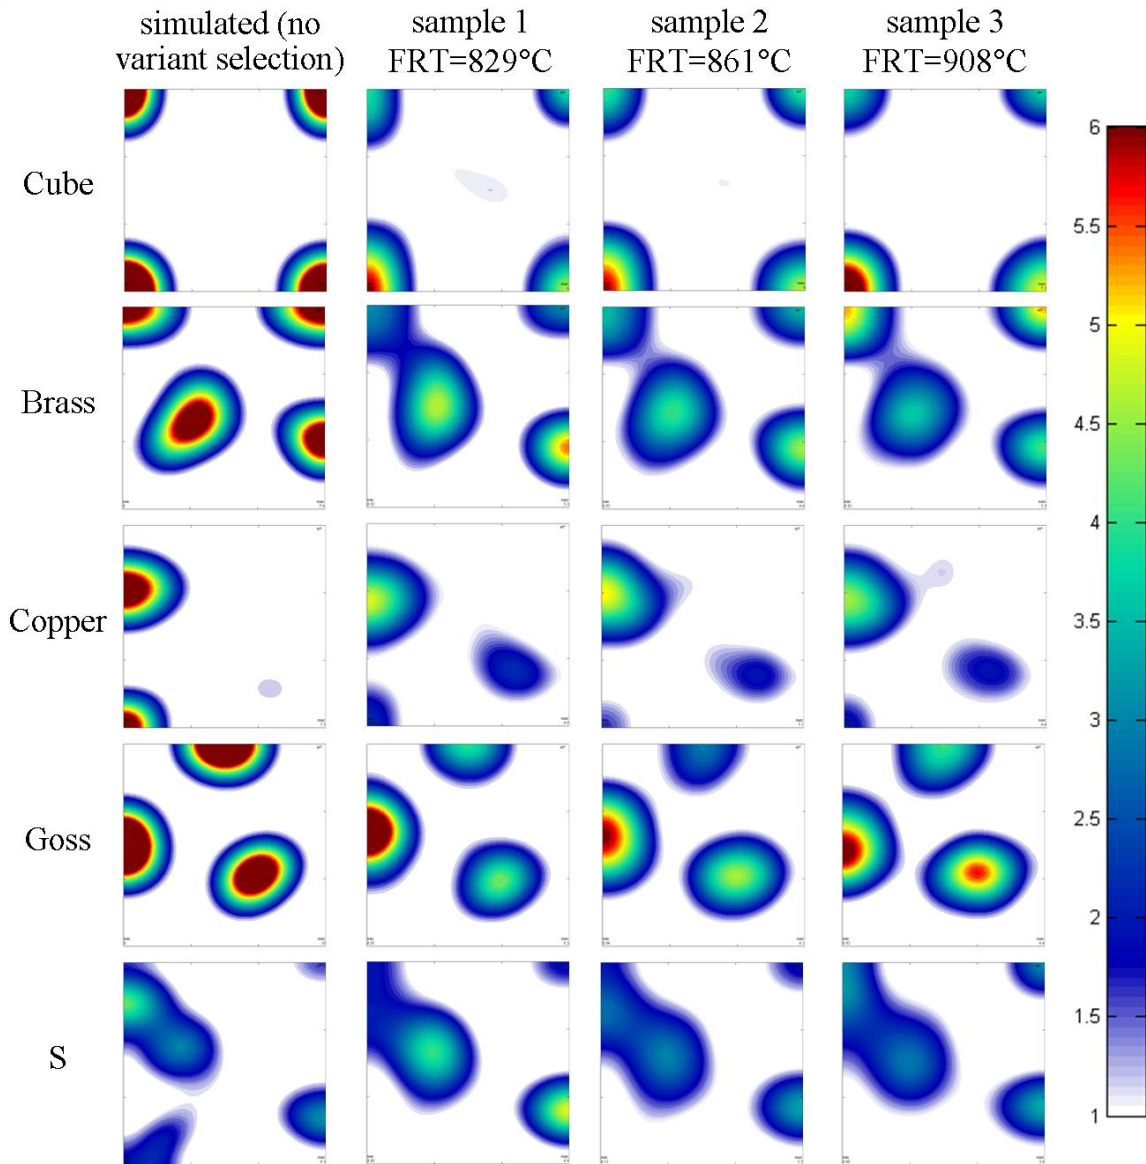 simulated (no
variant selection)
sample 1
FRT=829°C
sample 2
FRT=861°C
sample 3
FRT=908°C
Cube
Brass
Copper
Goss
S
6
5.5
5
4.5
4
3.5
3
2.5
2
1.5
1